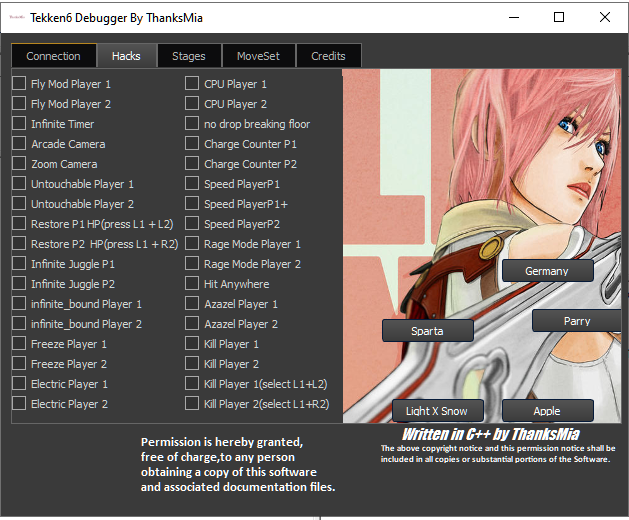 Tekken6 Debugger By ThanksMia
Connection
Hacks
Stages
MoveSet
Credits
Fly Mod Player 1
Fly Mod Player 2
Infinite Timer
Arcade Camera
Zoom Camera
Untouchable Player 1
Untouchable Player 2
Restore P1 HP(press L1 + L2)
Restore P2 HP(press L1 + R2)
Infinite Juggle P1
Infinite Juggle P2
infinite_bound Player 1
infinite_bound Player 2
Freeze Player 1
Freeze Player 2
Electric Player 1
Electric Player 2
CPU Player 1
CPU Player 2
no drop breaking floor
Charge Counter P1
Charge Counter P2
Speed PlayerP1
Speed PlayerP1+
Speed PlayerP2
Rage Mode Player 1
Rage Mode Player 2
Hit Anywhere
Azazel Player 1
Azazel Player 2
Kill Player 1
Kill Player 2
Kill Player 1(select L1+L2)
Kill Player 2(select L1+R2)
Germany
Parry
Sparta
Light X Snow
Apple
Permission is hereby granted,
free of charge,to any person
obtaining a copy of this software
and associated documentation files.
Written in C++ by ThanksMia
The above copyright notice and this permission notice shall be
included in all copies or substantial portions of the Software.